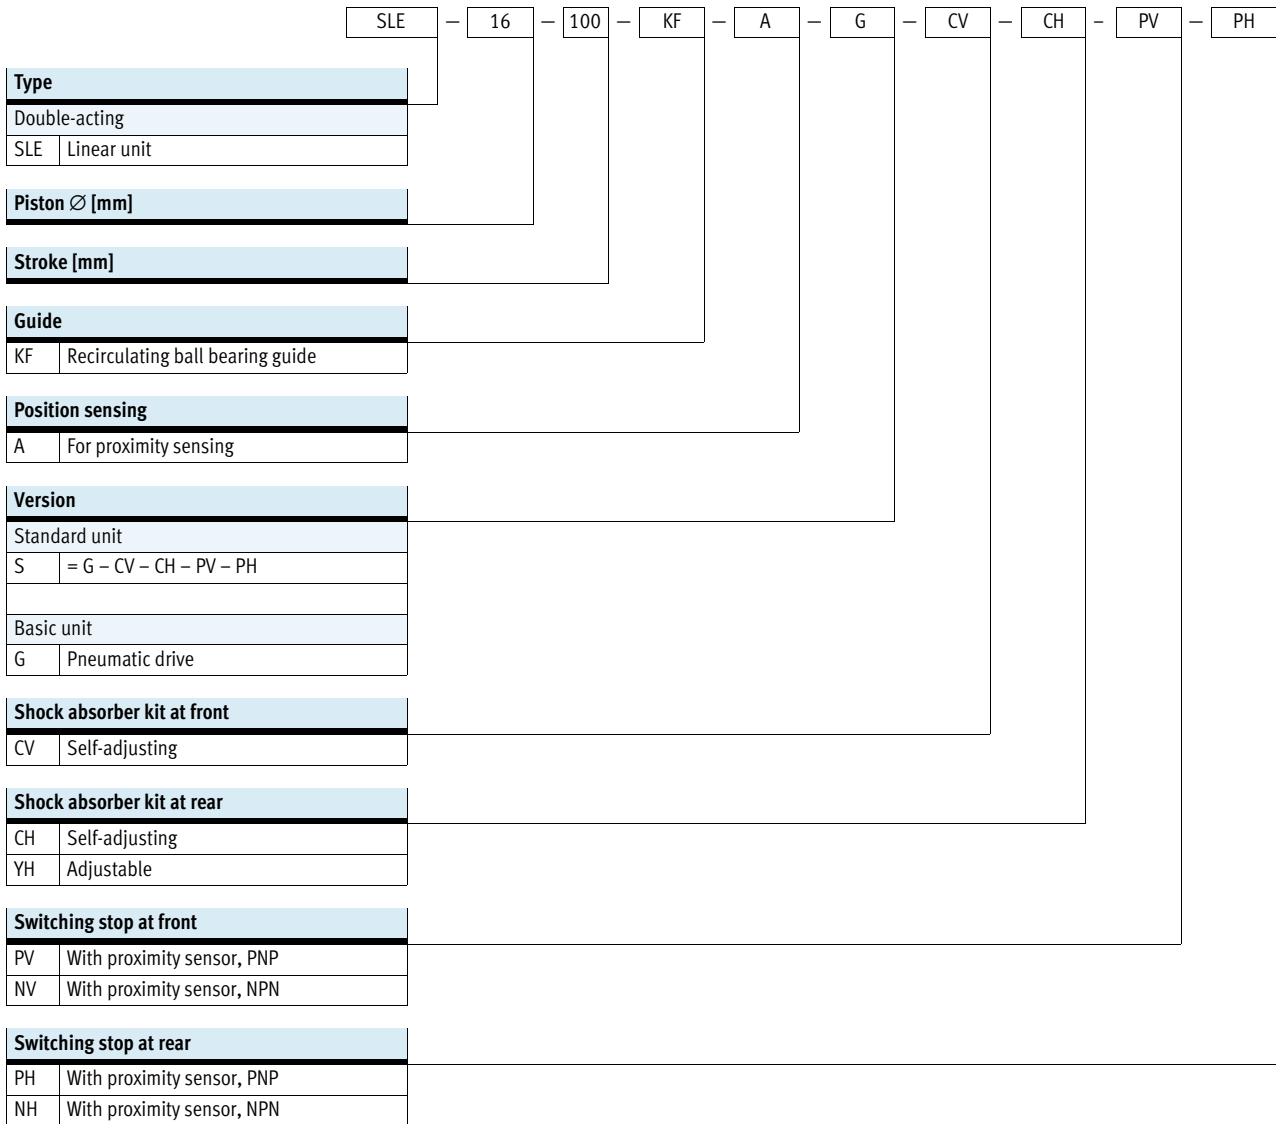 SLE — 16 — 100 — KF — A — G — CV — CH – PV — PH
Type
Double-acting
SLE Linear unit
Piston ∅ [mm]
Stroke [mm]
Guide
KF Recirculating ball bearing guide
Position sensing
A For proximity sensing
Version
Standard unit
S = G – CV – CH – PV – PH
Basic unit
G Pneumatic drive
Shock absorber kit at front
CV Self-adjusting
Shock absorber kit at rear
CH Self-adjusting
YH Adjustable
Switching stop at front
PV With proximity sensor, PNP
NV With proximity sensor, NPN
Switching stop at rear
PH With proximity sensor, PNP
NH With proximity sensor, NPN